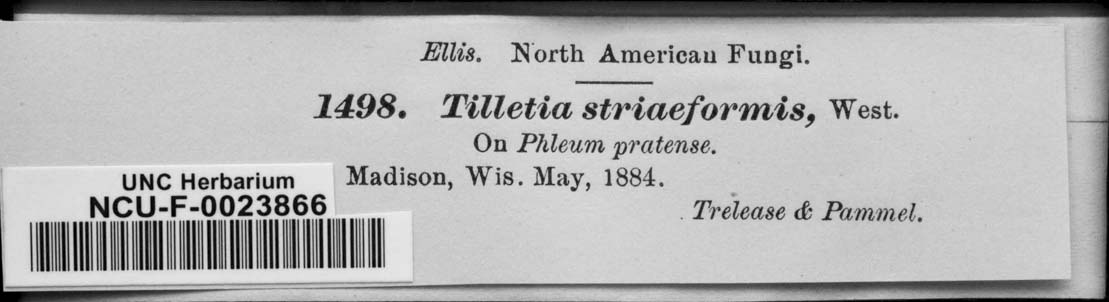 Ellis. North American Fungi.
1498. Tilletia striaeformis, West.
On Phleum pratense.
Madison, Wis. May, 1884.
Trelease & Pammel.
UNC Herbarium
NCU-F-0023866